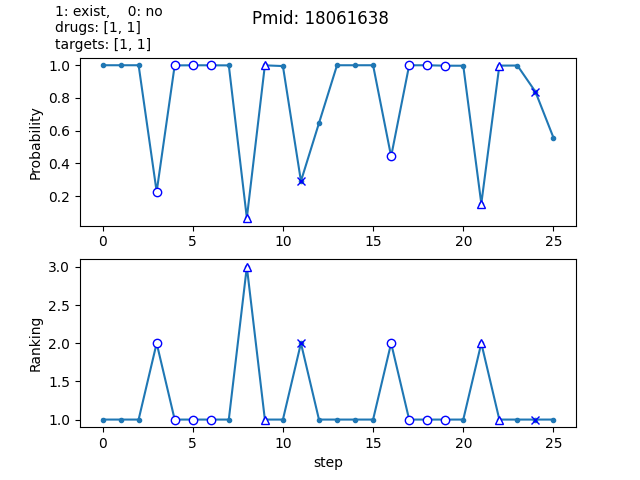 1: exist,    0: no
drugs: [1, 1]
targets: [1, 1]
Pmid: 18061638
Probability
1.0
0.8
0.6
0.4
0.2
0 5 10 15 20 25
Ranking
3.0
2.5
2.0
1.5
1.0
0 5 10 15 20 25
step